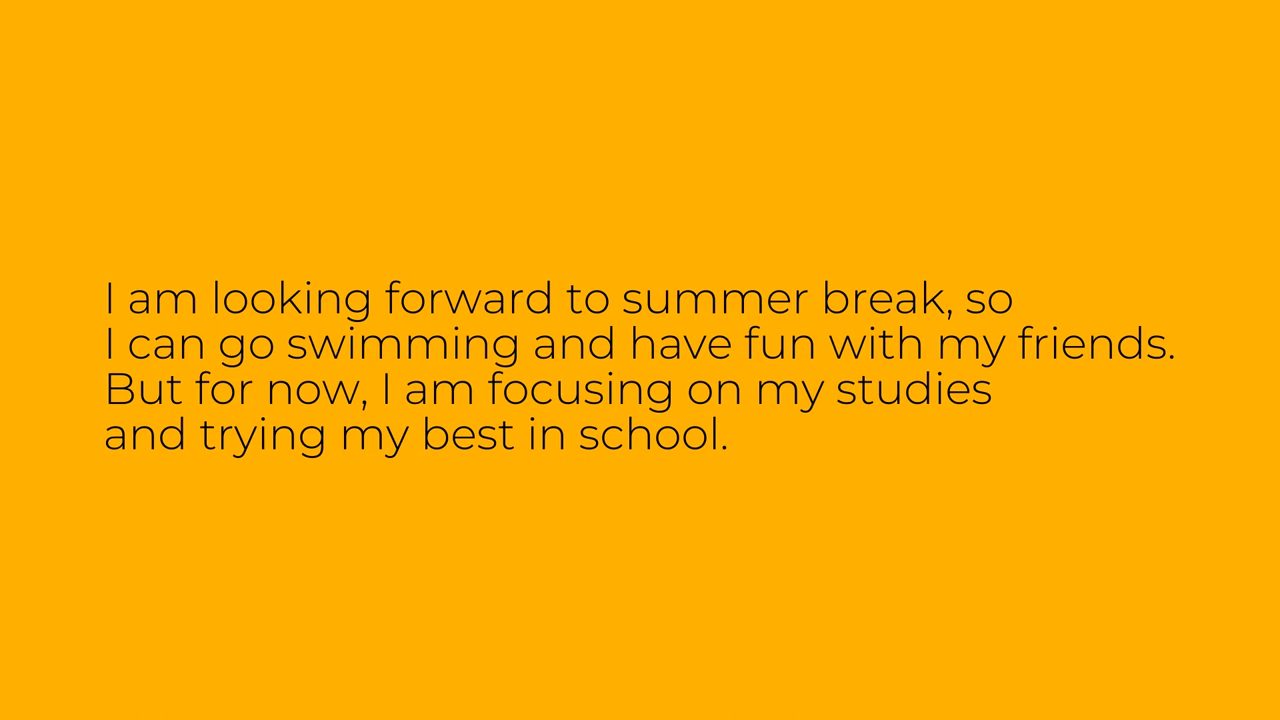 I am looking forward to summer break, so
I can go swimming and have fun with my friends.
But for now, I am focusing on my studies
and trying my best in school.